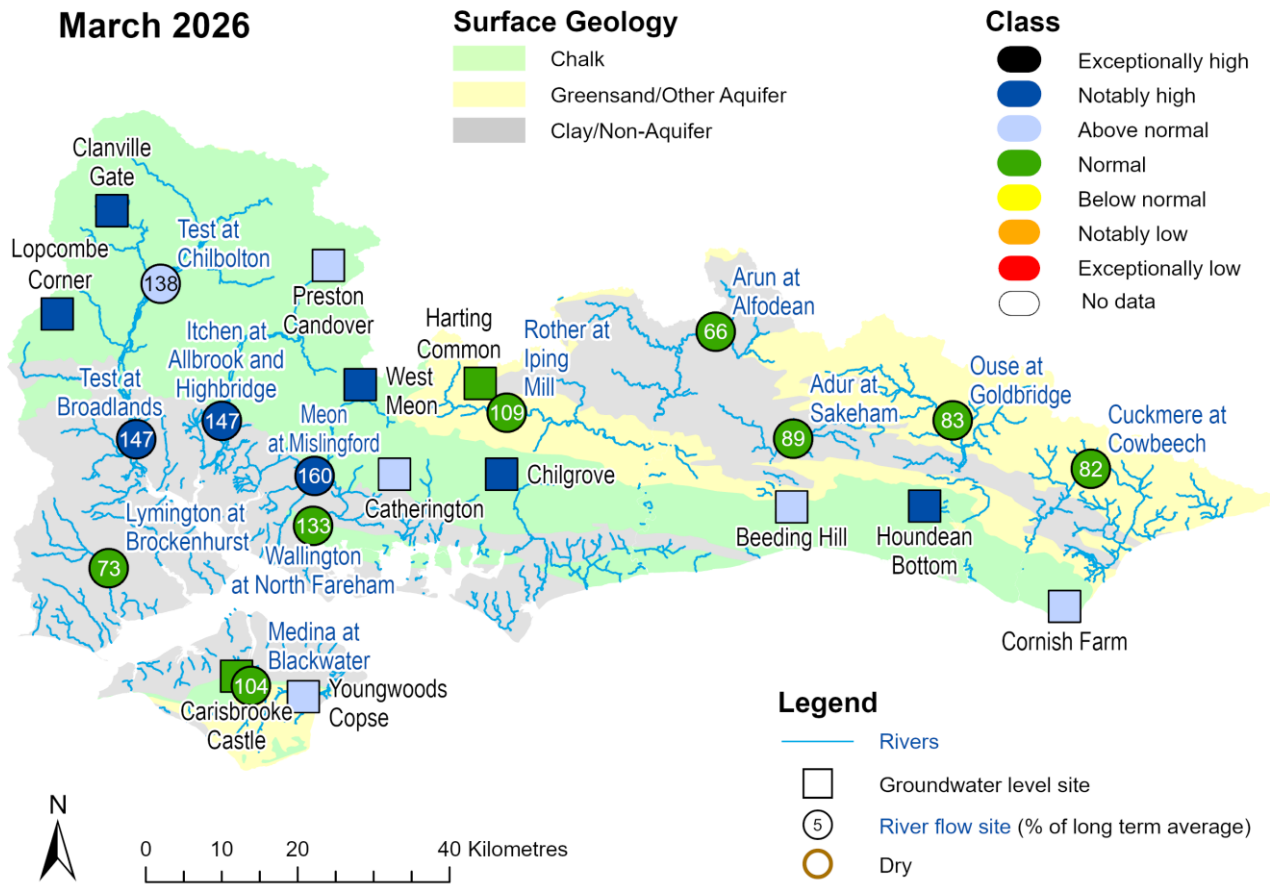 March 2026
Surface Geology
Chalk
Greensand/Other Aquifer
Clay/Non-Aquifer
Class
Exceptionally high
Notably high
Above normal
Normal
Below normal
Notably low
Exceptionally low
No data
Clanville
Gate
Lopcombe
Corner
Test at
Chilbolton
138
Preston
Candover
Itchen at
Allbrook and
Highbridge
147
Test at
Broadlands
147
West
Meon
Meon
at Mislingford
160
Harting
Common
Rother at
Iping
Mill
109
Arun at
Alfodean
66
Adur at
Sakeham
89
Ouse at
Goldbridge
83
Cuckmere at
Cowbeech
82
Catherington
Chilgrove
Beeding Hill
Houndean
Bottom
Cornish Farm
Lymington at
Brockenhurst
73
133
Wallington
at North Fareham
Medina at
Blackwater
104
Carisbrooke
Castle
Youngwoods
Copse
Legend
Rivers
Groundwater level site
5
River flow site (% of long term average)
Dry
N
0 10 20 40 Kilometres